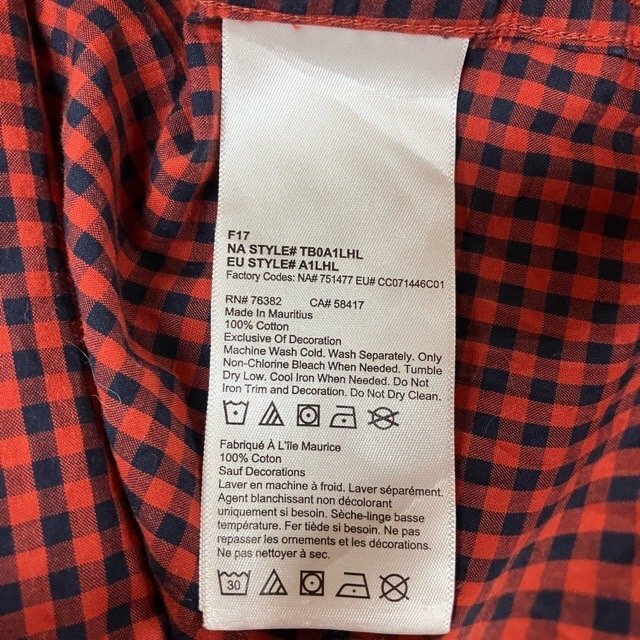 F17
NA STYLE# TB0A1LHL
EU STYLE# A1LHL
Factory Codes: NA# 751477 EU# CC071446C01
RN# 76382 CA# 58417
Made In Mauritius
100% Cotton
Exclusive Of Decoration
Machine Wash Cold. Wash Separately. Only
Non-Chlorine Bleach When Needed. Tumble
Dry Low. Cool Iron When Needed. Do Not
Iron Trim and Decoration. Do Not Dry Clean.
Fabriqué À L'île Maurice
100% Coton
Sauf Decorations
Laver en machine à froid. Laver séparément.
Agent blanchissant non décolorant
uniquement si besoin. Sèche-linge basse
température. Fer tiède si besoin. Ne pas
repasser les ornements et les décorations.
Ne pas nettoyer à sec.
30